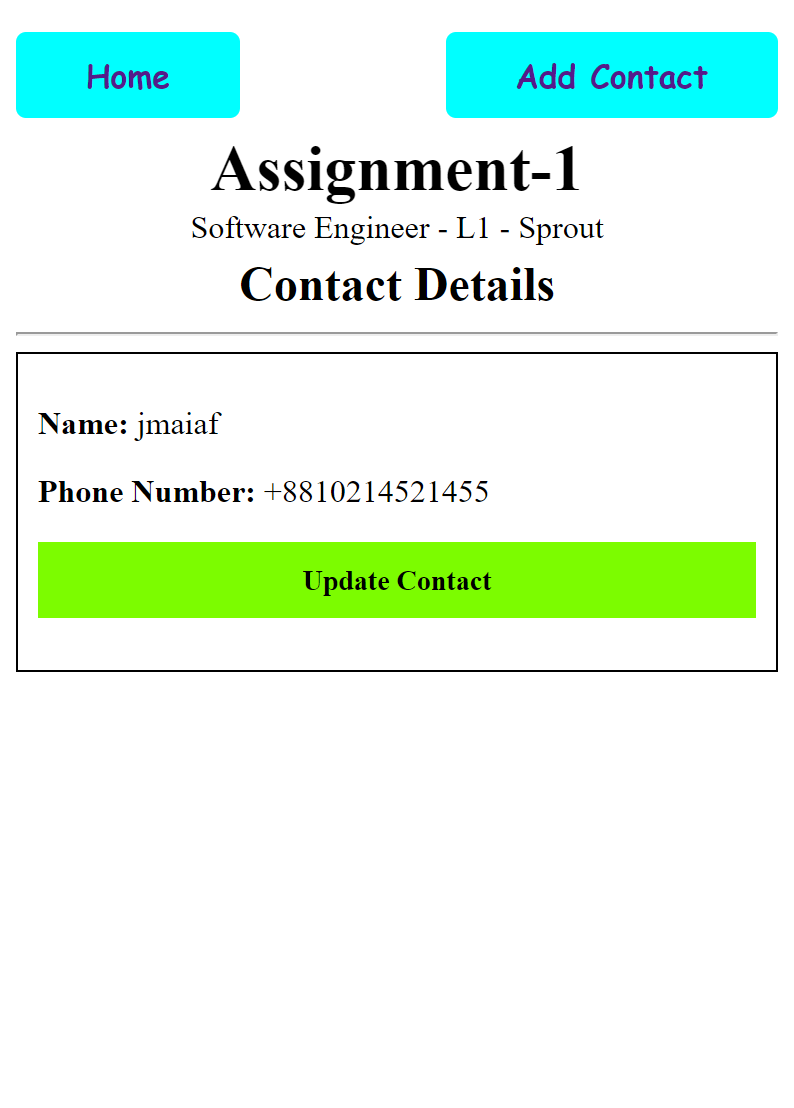 Home
Add Contact
Assignment-1
Software Engineer - L1 - Sprout
Contact Details
Name: jmaiaf
Phone Number: +8810214521455
Update Contact